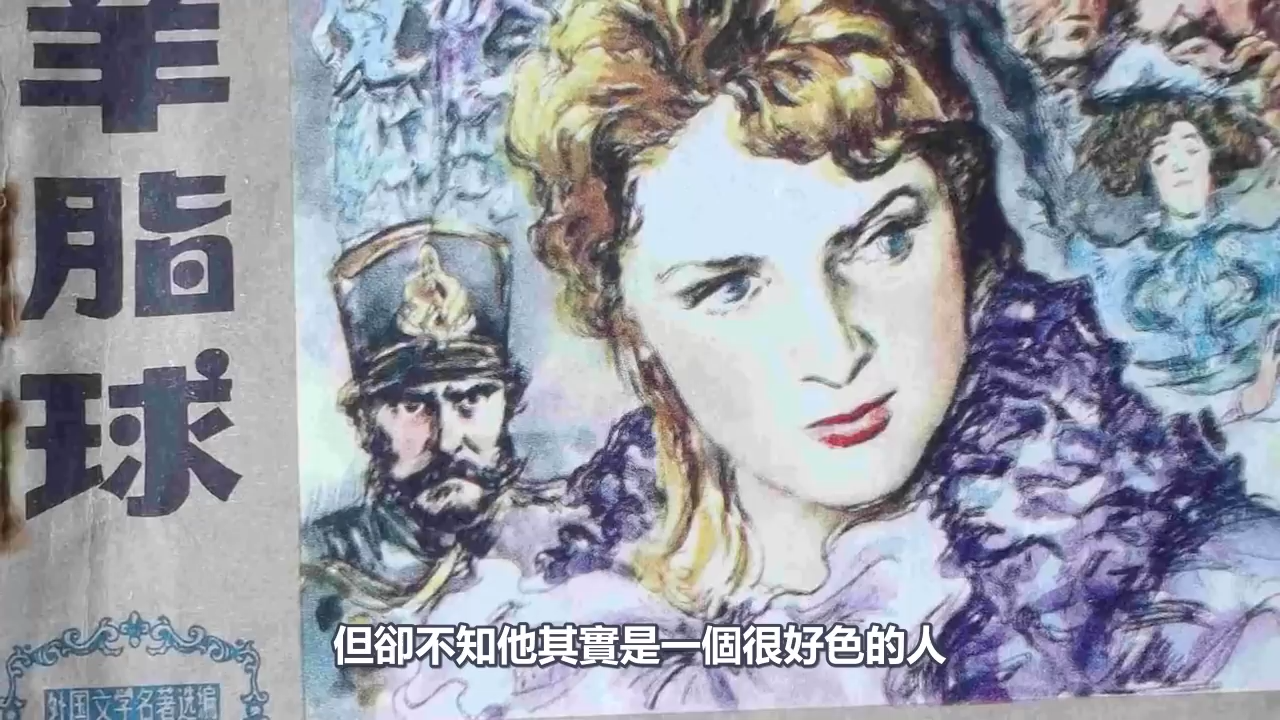 羊脂球
外国文学名著选编
但卻不知他其實是一個很好色的人